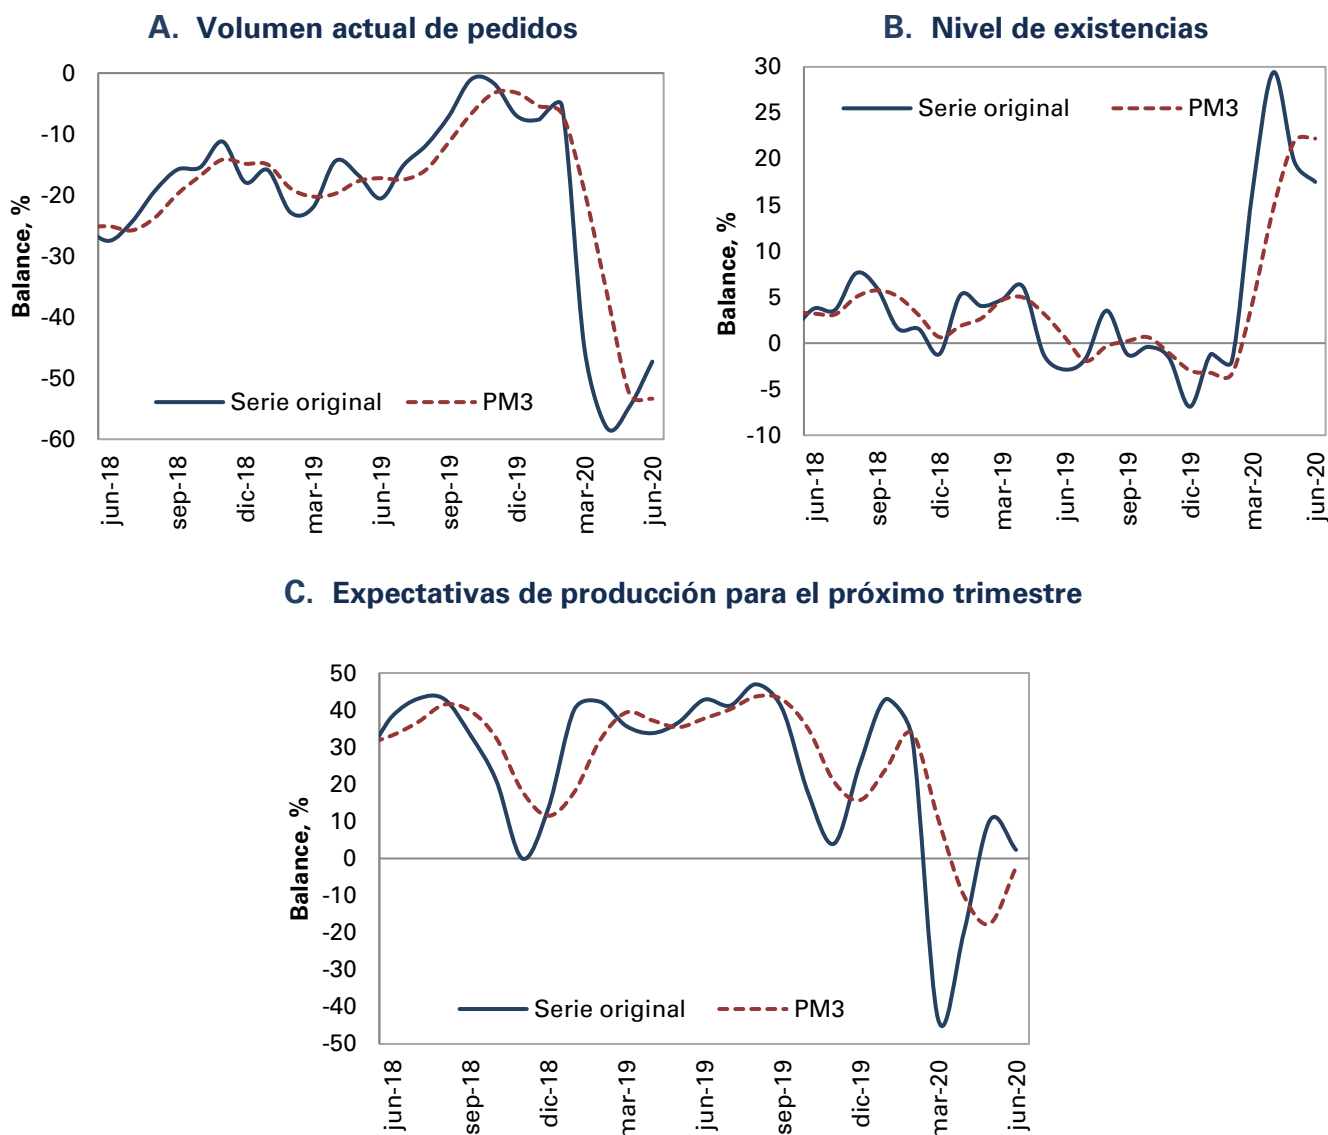 A. Volumen actual de pedidos
0
-10
-20
-30
-40
-50
-60
Balance, %
Serie original
PM3
jun-18
sep-18
dic-18
mar-19
jun-19
sep-19
dic-19
mar-20
jun-20
B. Nivel de existencias
30
25
20
15
10
5
0
-5
-10
Balance, %
Serie original
PM3
jun-18
sep-18
dic-18
mar-19
jun-19
sep-19
dic-19
mar-20
jun-20
C. Expectativas de producción para el próximo trimestre
50
40
30
20
10
0
-10
-20
-30
-40
-50
Balance, %
Serie original
PM3
jun-18
sep-18
dic-18
mar-19
jun-19
sep-19
dic-19
mar-20
jun-20